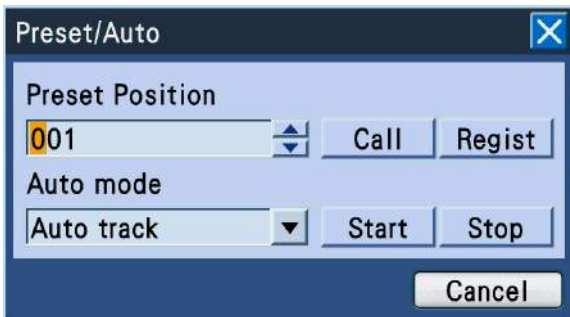 Preset/Auto
Preset Position
001 Call Regist
Auto mode
Auto track Start Stop
Cancel